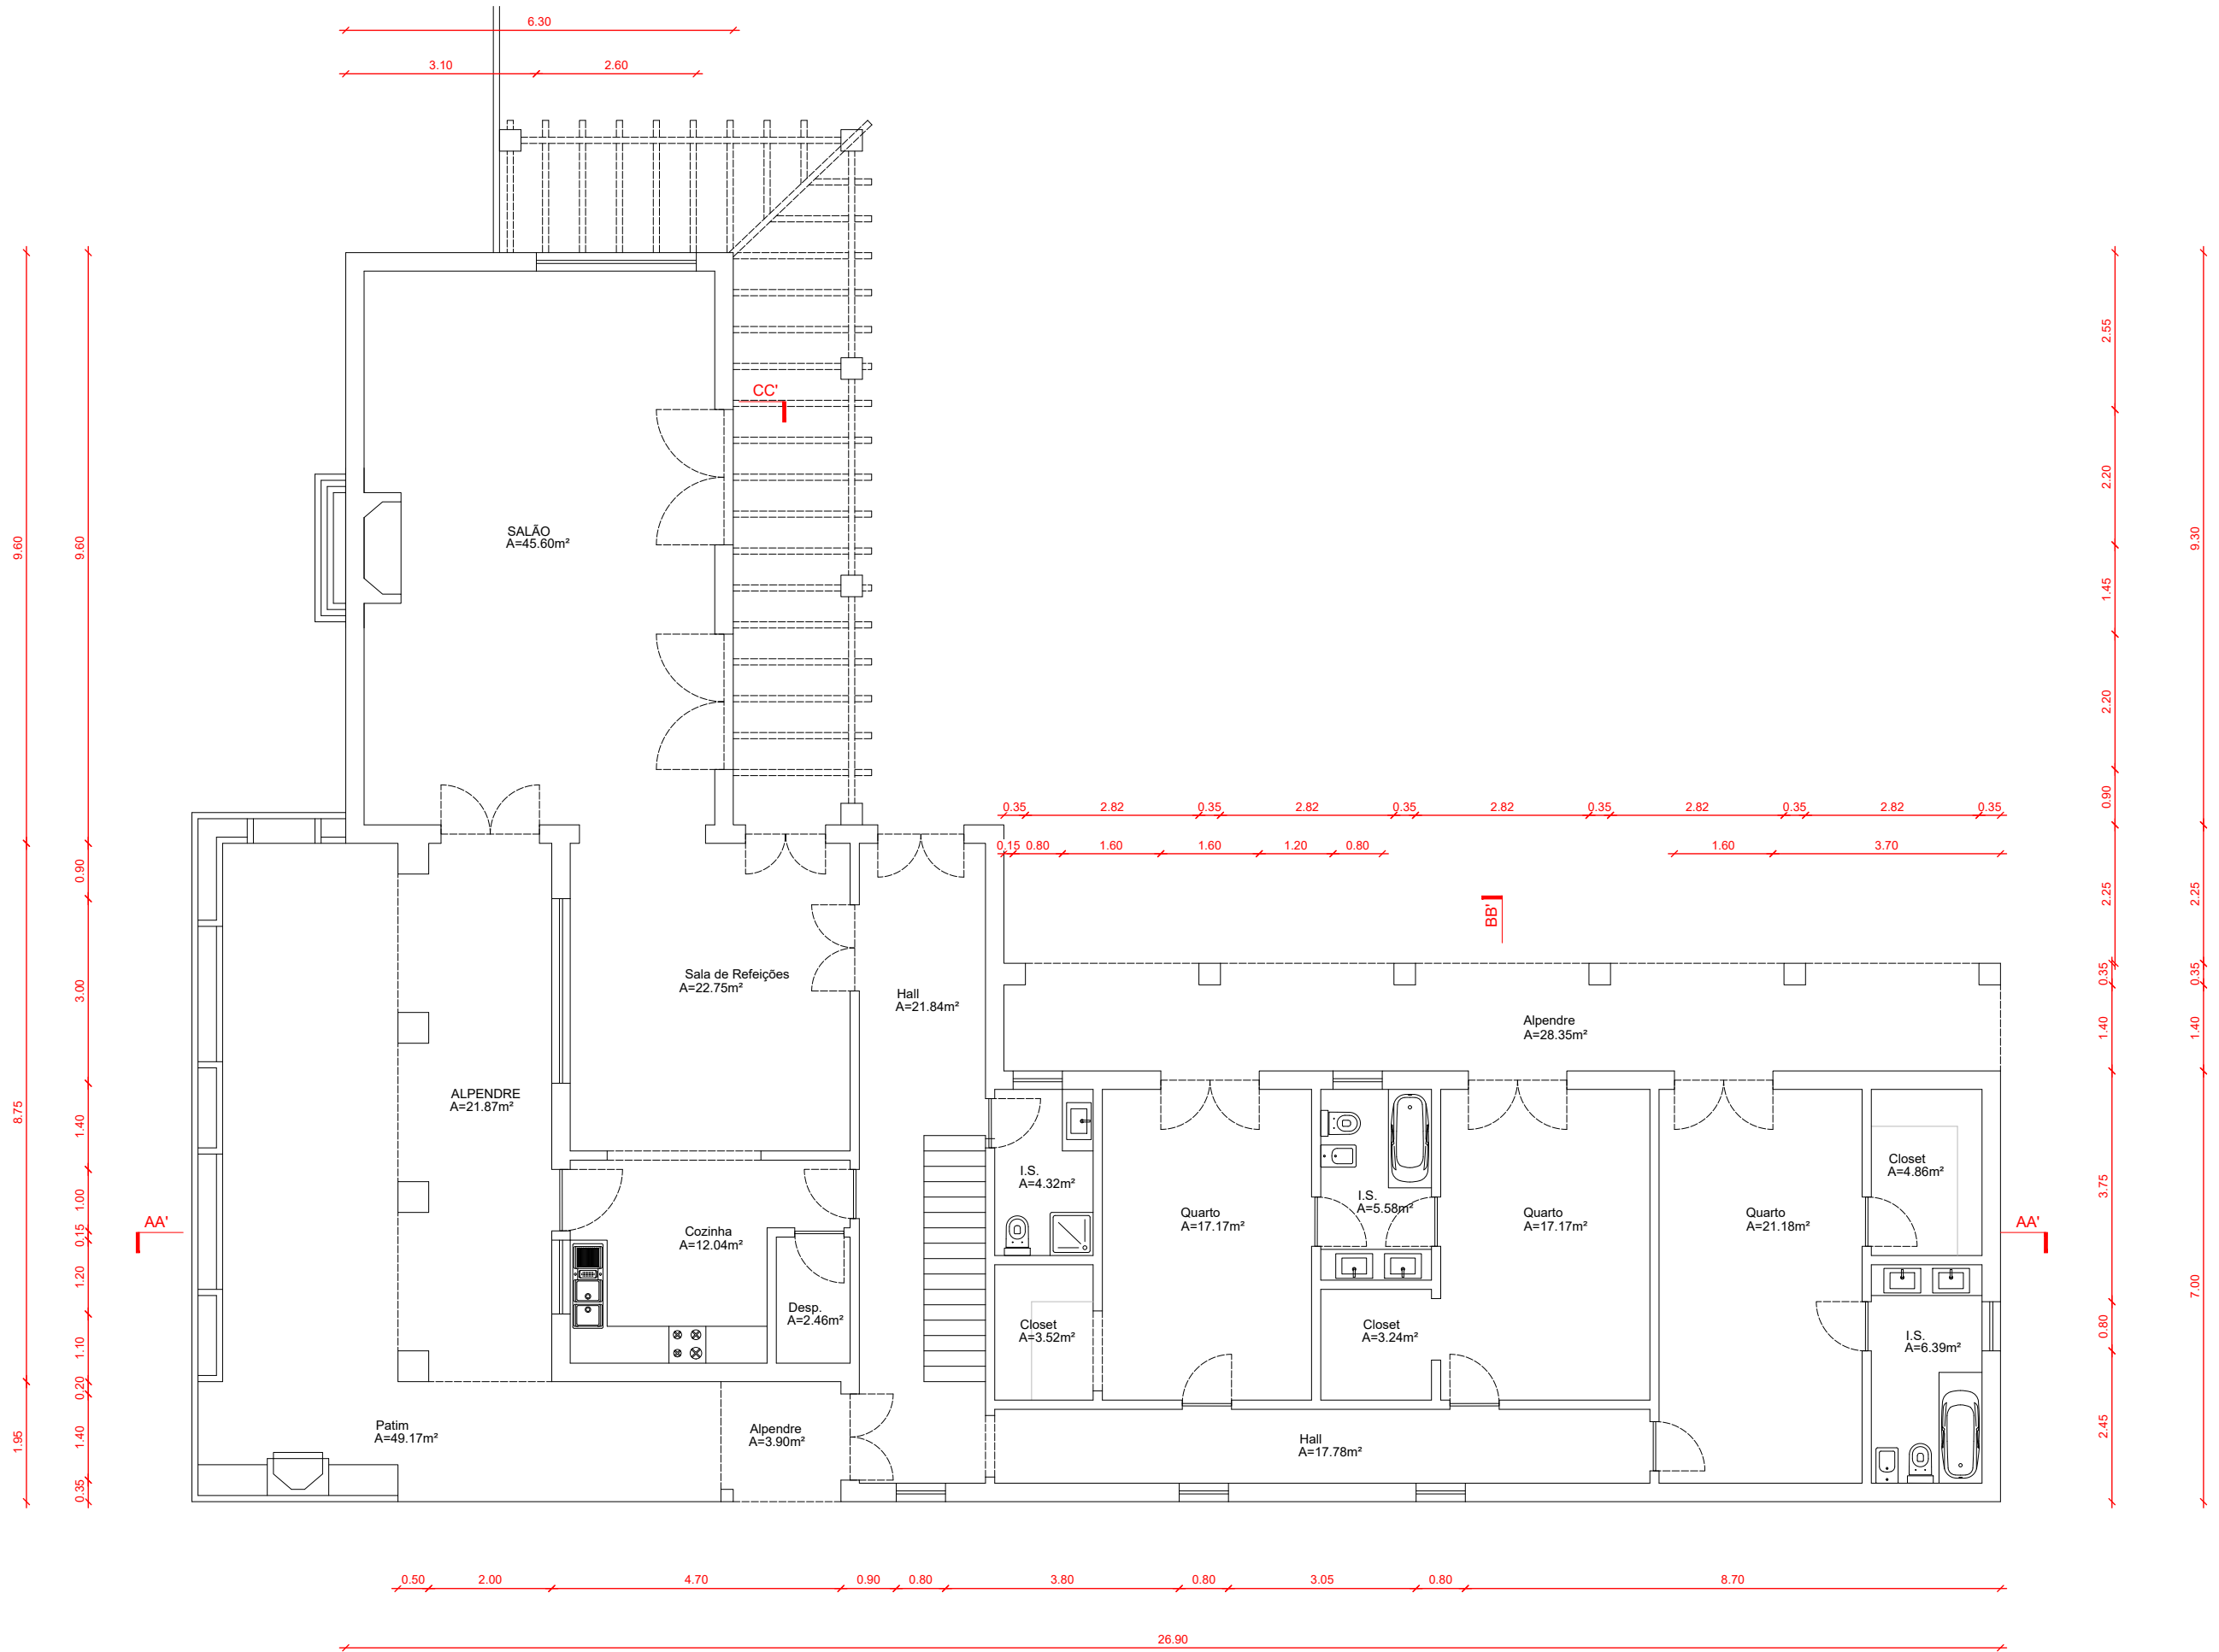 6.30
3.10 2.60
CC'
2.55
9.60
9.60
SALÃO
A=45.60m²
2.20
9.30
1.45
2.20
0.90
0.35 2.82 0.35 2.82 0.35 2.82 0.35 2.82 0.35 2.82 0.35
0.15 0.80 1.60 1.60 1.20 0.80 1.60 3.70
0.90
2.25
2.25
BB'
Sala de Refeições
A=22.75m²
3.00
0.35
0.35
Hall
A=21.84m²
Alpendre
A=28.35m²
1.40
1.40
ALPENDRE
A=21.87m²
8.75
1.40
I.S.
A=4.32m²
Closet
A=4.86m²
3.75
1.00
I.S.
A=5.58m²
Quarto
A=17.17m²
Quarto
A=17.17m²
Quarto
A=21.18m²
AA'
AA'
0.15
Cozinha
A=12.04m²
1.20
7.00
Desp.
A=2.46m²
Closet
A=3.52m²
Closet
A=3.24m²
0.80
I.S.
A=6.39m²
1.10
0.20
Patim
A=49.17m²
Alpendre
A=3.90m²
Hall
A=17.78m²
1.95
1.40
2.45
0.35
0.50 2.00 4.70 0.90 0.80 3.80 0.80 3.05 0.80 8.70
26.90